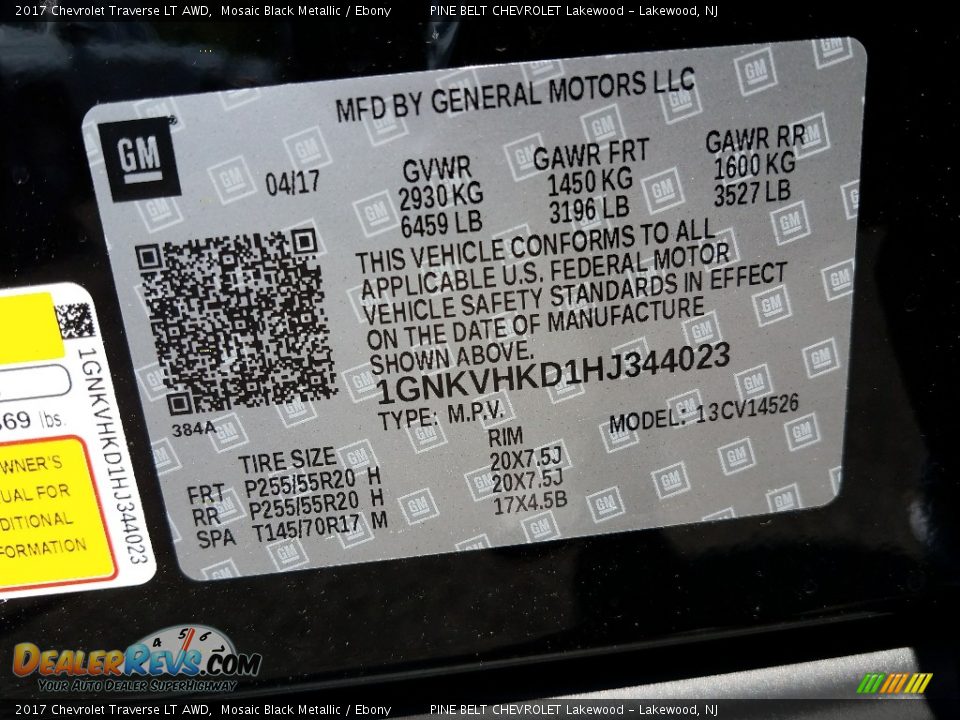 2017 Chevrolet Traverse LT AWD,  Mosaic Black Metallic / Ebony        PINE BELT CHEVROLET Lakewood – Lakewood, NJ
MFD BY GENERAL MOTORS LLC
GM
04/17
GVWR
2930 KG
6459 LB
GAWR FRT
1450 KG
3196 LB
GAWR RR
1600 KG
3527 LB
THIS VEHICLE CONFORMS TO ALL
APPLICABLE U.S. FEDERAL MOTOR
VEHICLE SAFETY STANDARDS IN EFFECT
ON THE DATE OF MANUFACTURE
SHOWN ABOVE.
1GNKVHKD1HJ344023
TYPE: M.P.V.
MODEL: 13CV14526
384A
TIRE SIZE RIM
FRT P255/55R20 H 20X7.5J
RR P255/55R20 H 20X7.5J
SPA T145/70R17 M 17X4.5B
69 lbs.
WNER'S
UAL FOR
DITIONAL
FORMATION
1GNKVHKD1HJ344023
4 5 6
DEALERREVS.COM
YOUR AUTO DEALER SUPERHIGHWAY
2017 Chevrolet Traverse LT AWD,  Mosaic Black Metallic / Ebony        PINE BELT CHEVROLET Lakewood – Lakewood, NJ